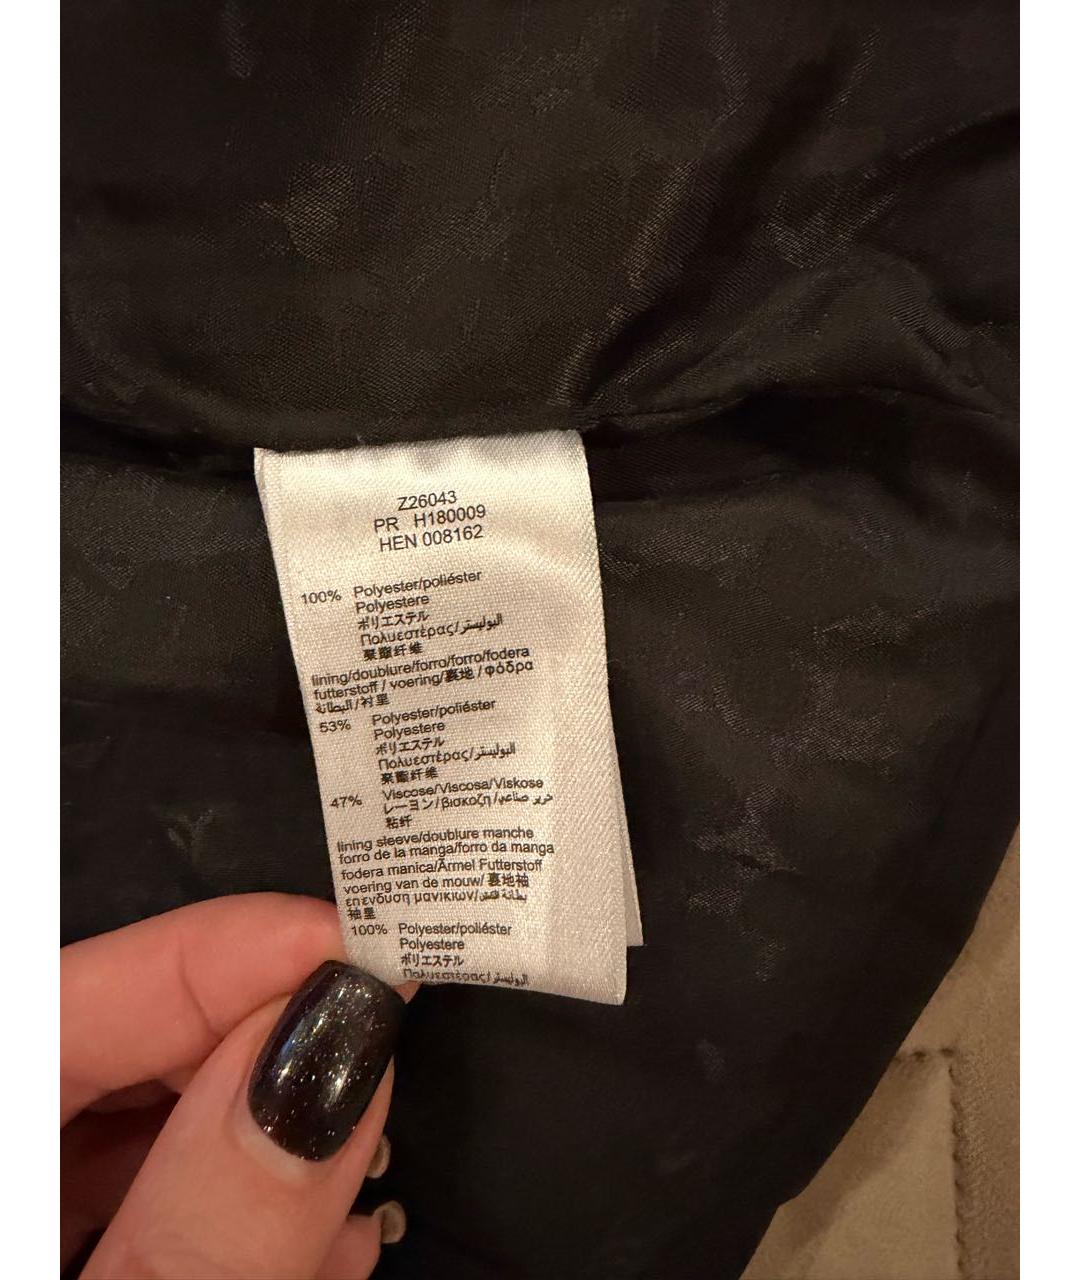 Z26043
PR H180009
HEN 008162
100% Polyester/poliéster
Polyestere
ポリエステル
Πολυεστέρας/البوليستر
聚酯纤维
lining/doublure/forro/forro/fodera
futterstoff / voering/裏地 / φόδρα
البطانة/衬里
53% Polyester/poliéster
Polyestere
ポリエステル
Πολυεστέρας/البوليستر
聚酯纤维
47% Viscose/Viscosa/Viskose
レーヨン/βισκοζη/حرير صناعي
粘纤
lining sleeve/doublure manche
forro de la manga/forro da manga
fodera manica/Ärmel Futterstoff
voering van de mouw/ 裏地袖
επενδυση μανικιων/بطانة
袖里
100% Polyester/poliéster
Polyestere
ポリエステル
Πολυεστέρας/البوليستر